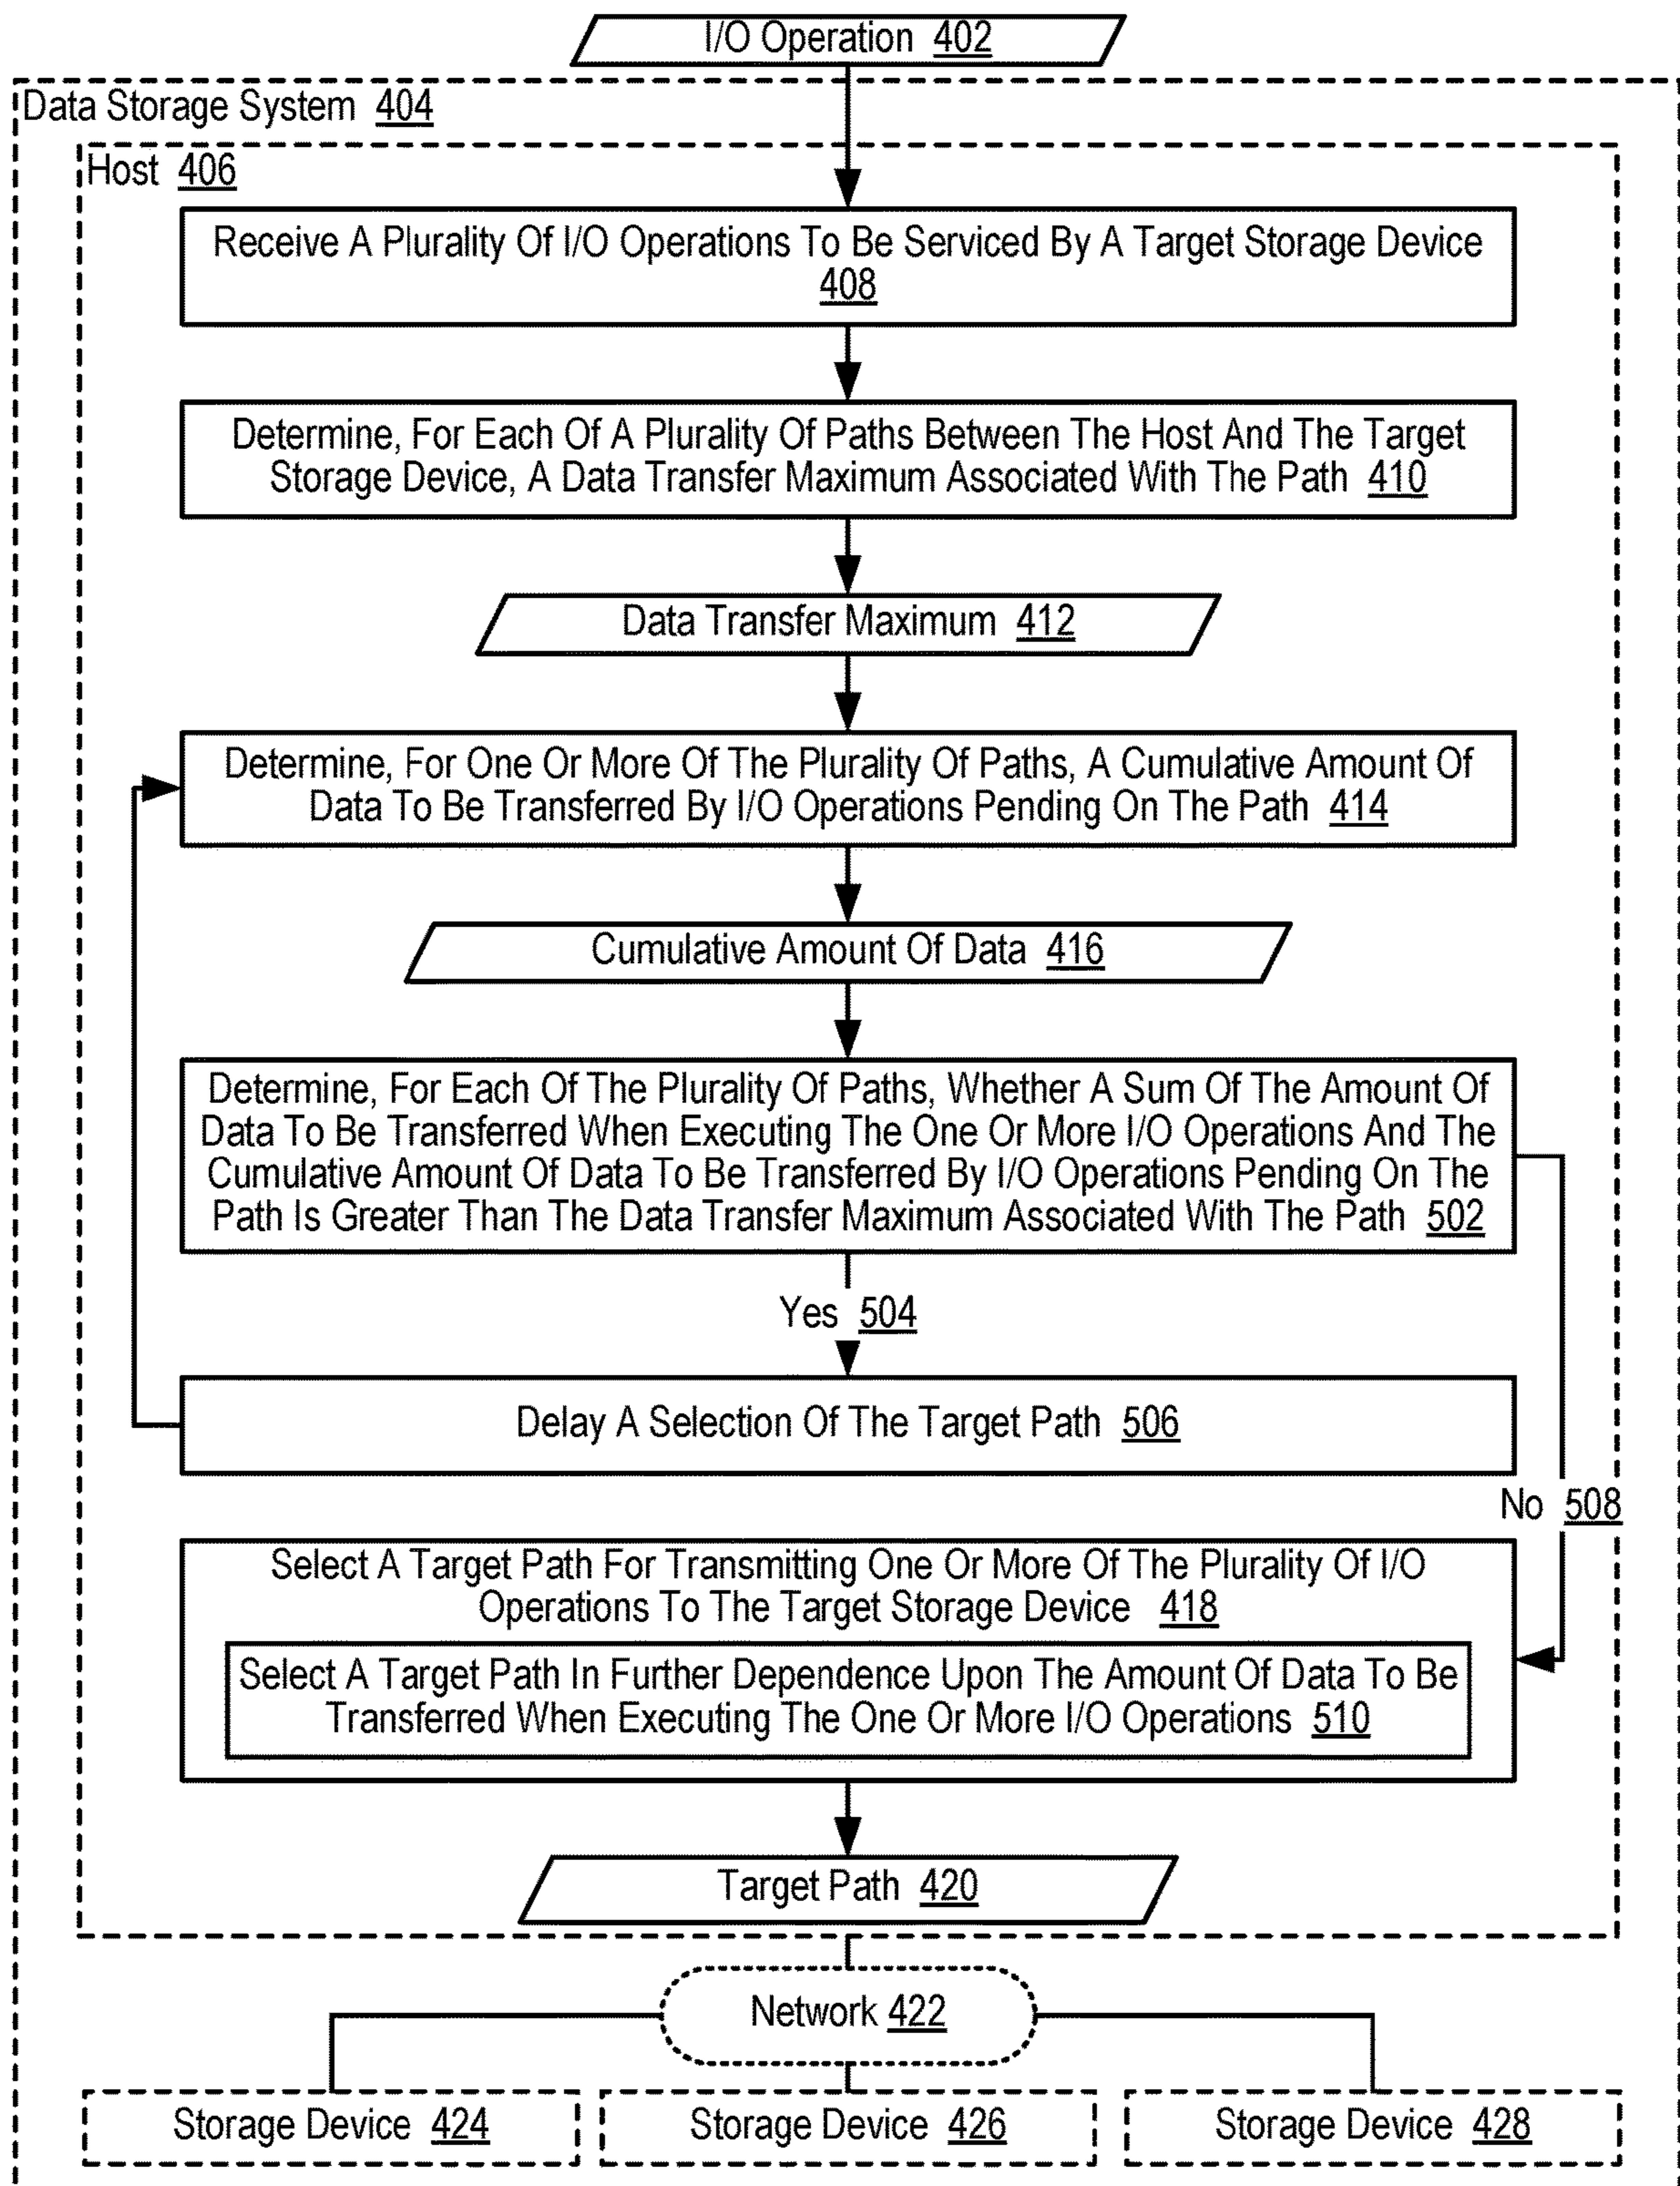 I/O Operation 402
Data Storage System 404
Host 406
Receive A Plurality Of I/O Operations To Be Serviced By A Target Storage Device
408
Determine, For Each Of A Plurality Of Paths Between The Host And The Target
Storage Device, A Data Transfer Maximum Associated With The Path 410
Data Transfer Maximum 412
Determine, For One Or More Of The Plurality Of Paths, A Cumulative Amount Of
Data To Be Transferred By I/O Operations Pending On The Path 414
Cumulative Amount Of Data 416
Determine, For Each Of The Plurality Of Paths, Whether A Sum Of The Amount Of
Data To Be Transferred When Executing The One Or More I/O Operations And The
Cumulative Amount Of Data To Be Transferred By I/O Operations Pending On The
Path Is Greater Than The Data Transfer Maximum Associated With The Path 502
Yes 504
Delay A Selection Of The Target Path 506
No 508
Select A Target Path For Transmitting One Or More Of The Plurality Of I/O
Operations To The Target Storage Device 418
Select A Target Path In Further Dependence Upon The Amount Of Data To Be
Transferred When Executing The One Or More I/O Operations 510
Target Path 420
Network 422
Storage Device 424
Storage Device 426
Storage Device 428